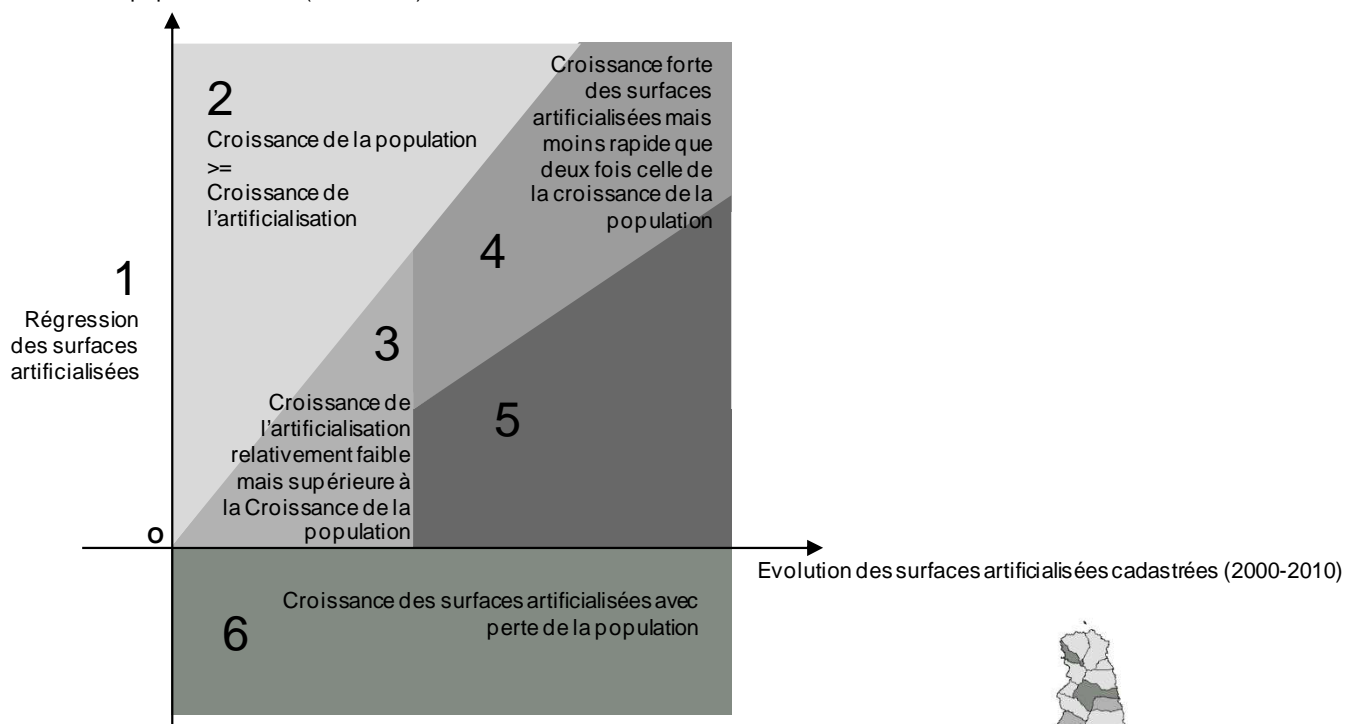 2
Croissance de la population
>=
Croissance de
l'artificialisation
Croissance forte
des surfaces
artificialisées mais
moins rapide que
deux fois celle de
la croissance de la
population
4
1
Régression
des surfaces
artificialisées
3
Croissance de
l'artificialisation
relativement faible
mais supérieure à
la Croissance de la
population
5
O
Evolution des surfaces artificialisées cadastrées (2000-2010)
6
Croissance des surfaces artificialisées avec
perte de la population